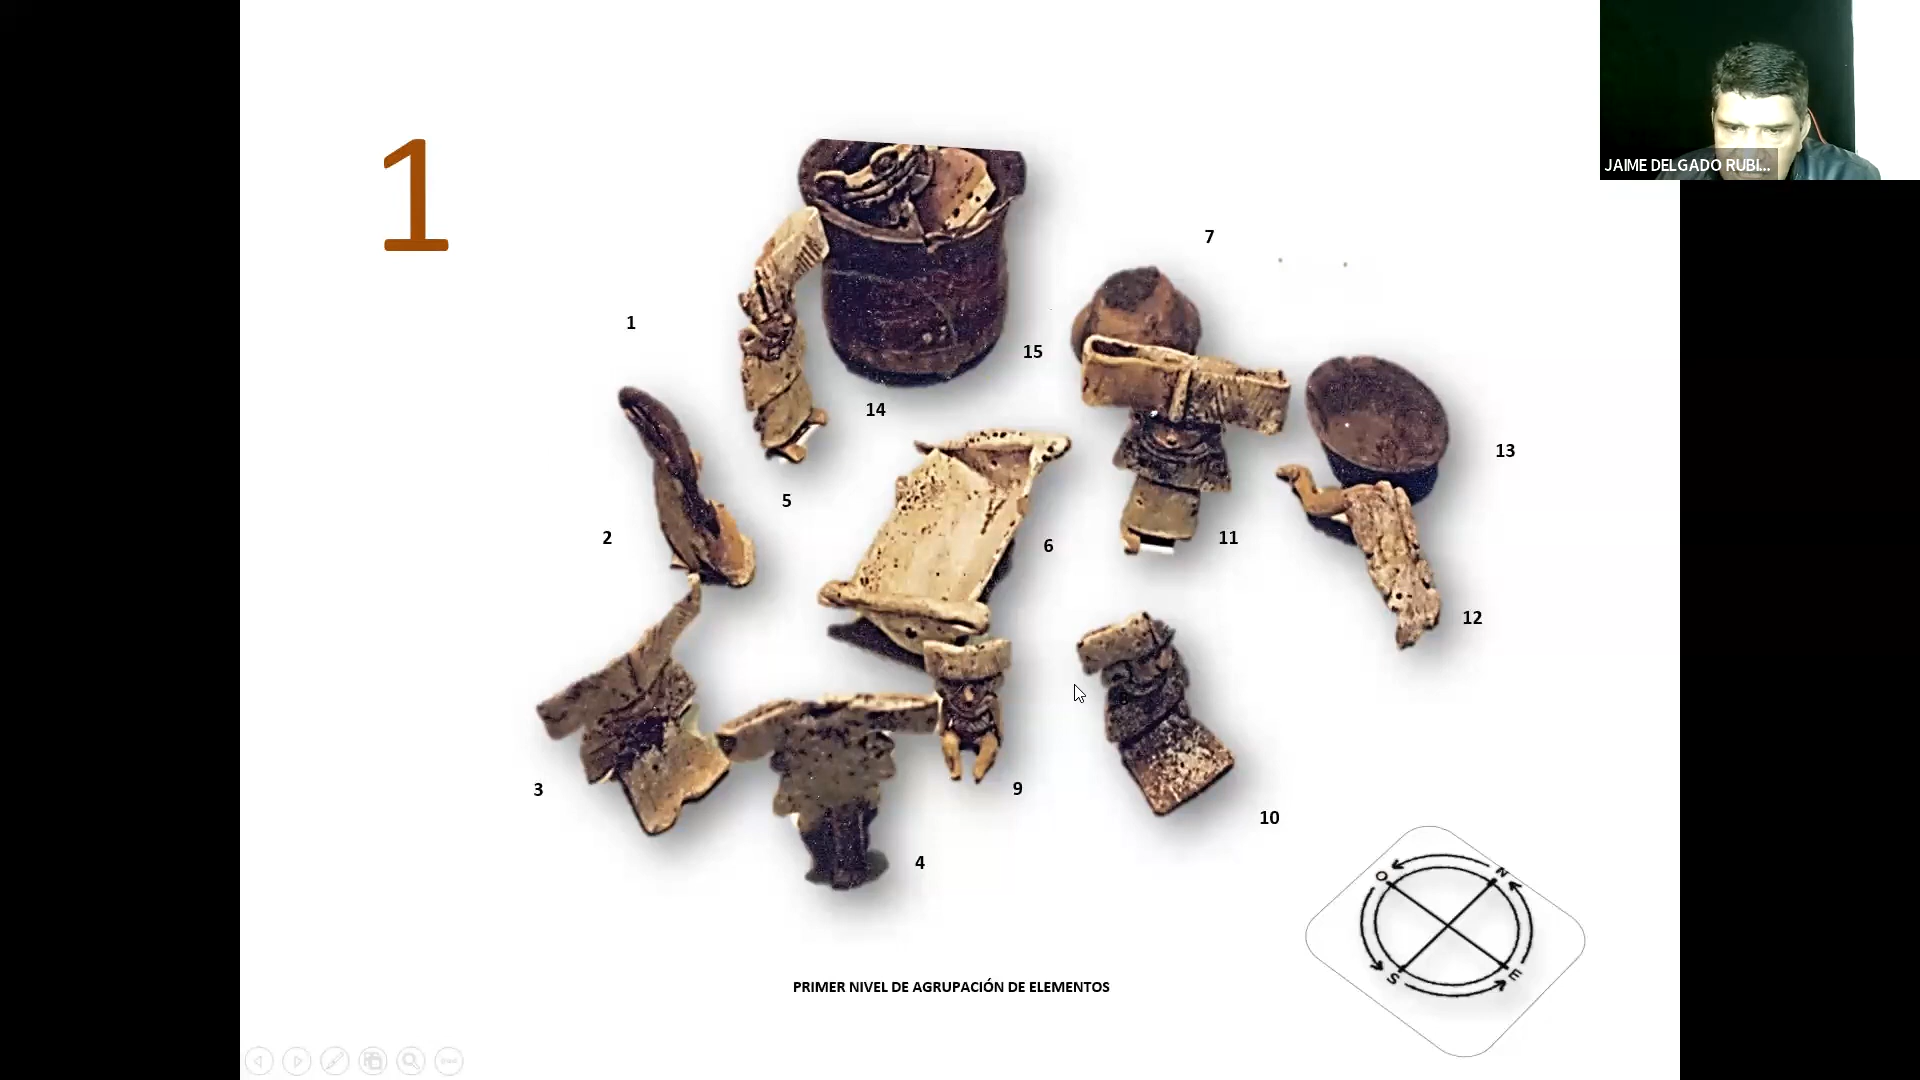 1
JAIME DELGADO RUBI...
7
1
15
14
13
5
2
11
6
12
3
9
10
4
O
N
S
E
PRIMER NIVEL DE AGRUPACIÓN DE ELEMENTOS